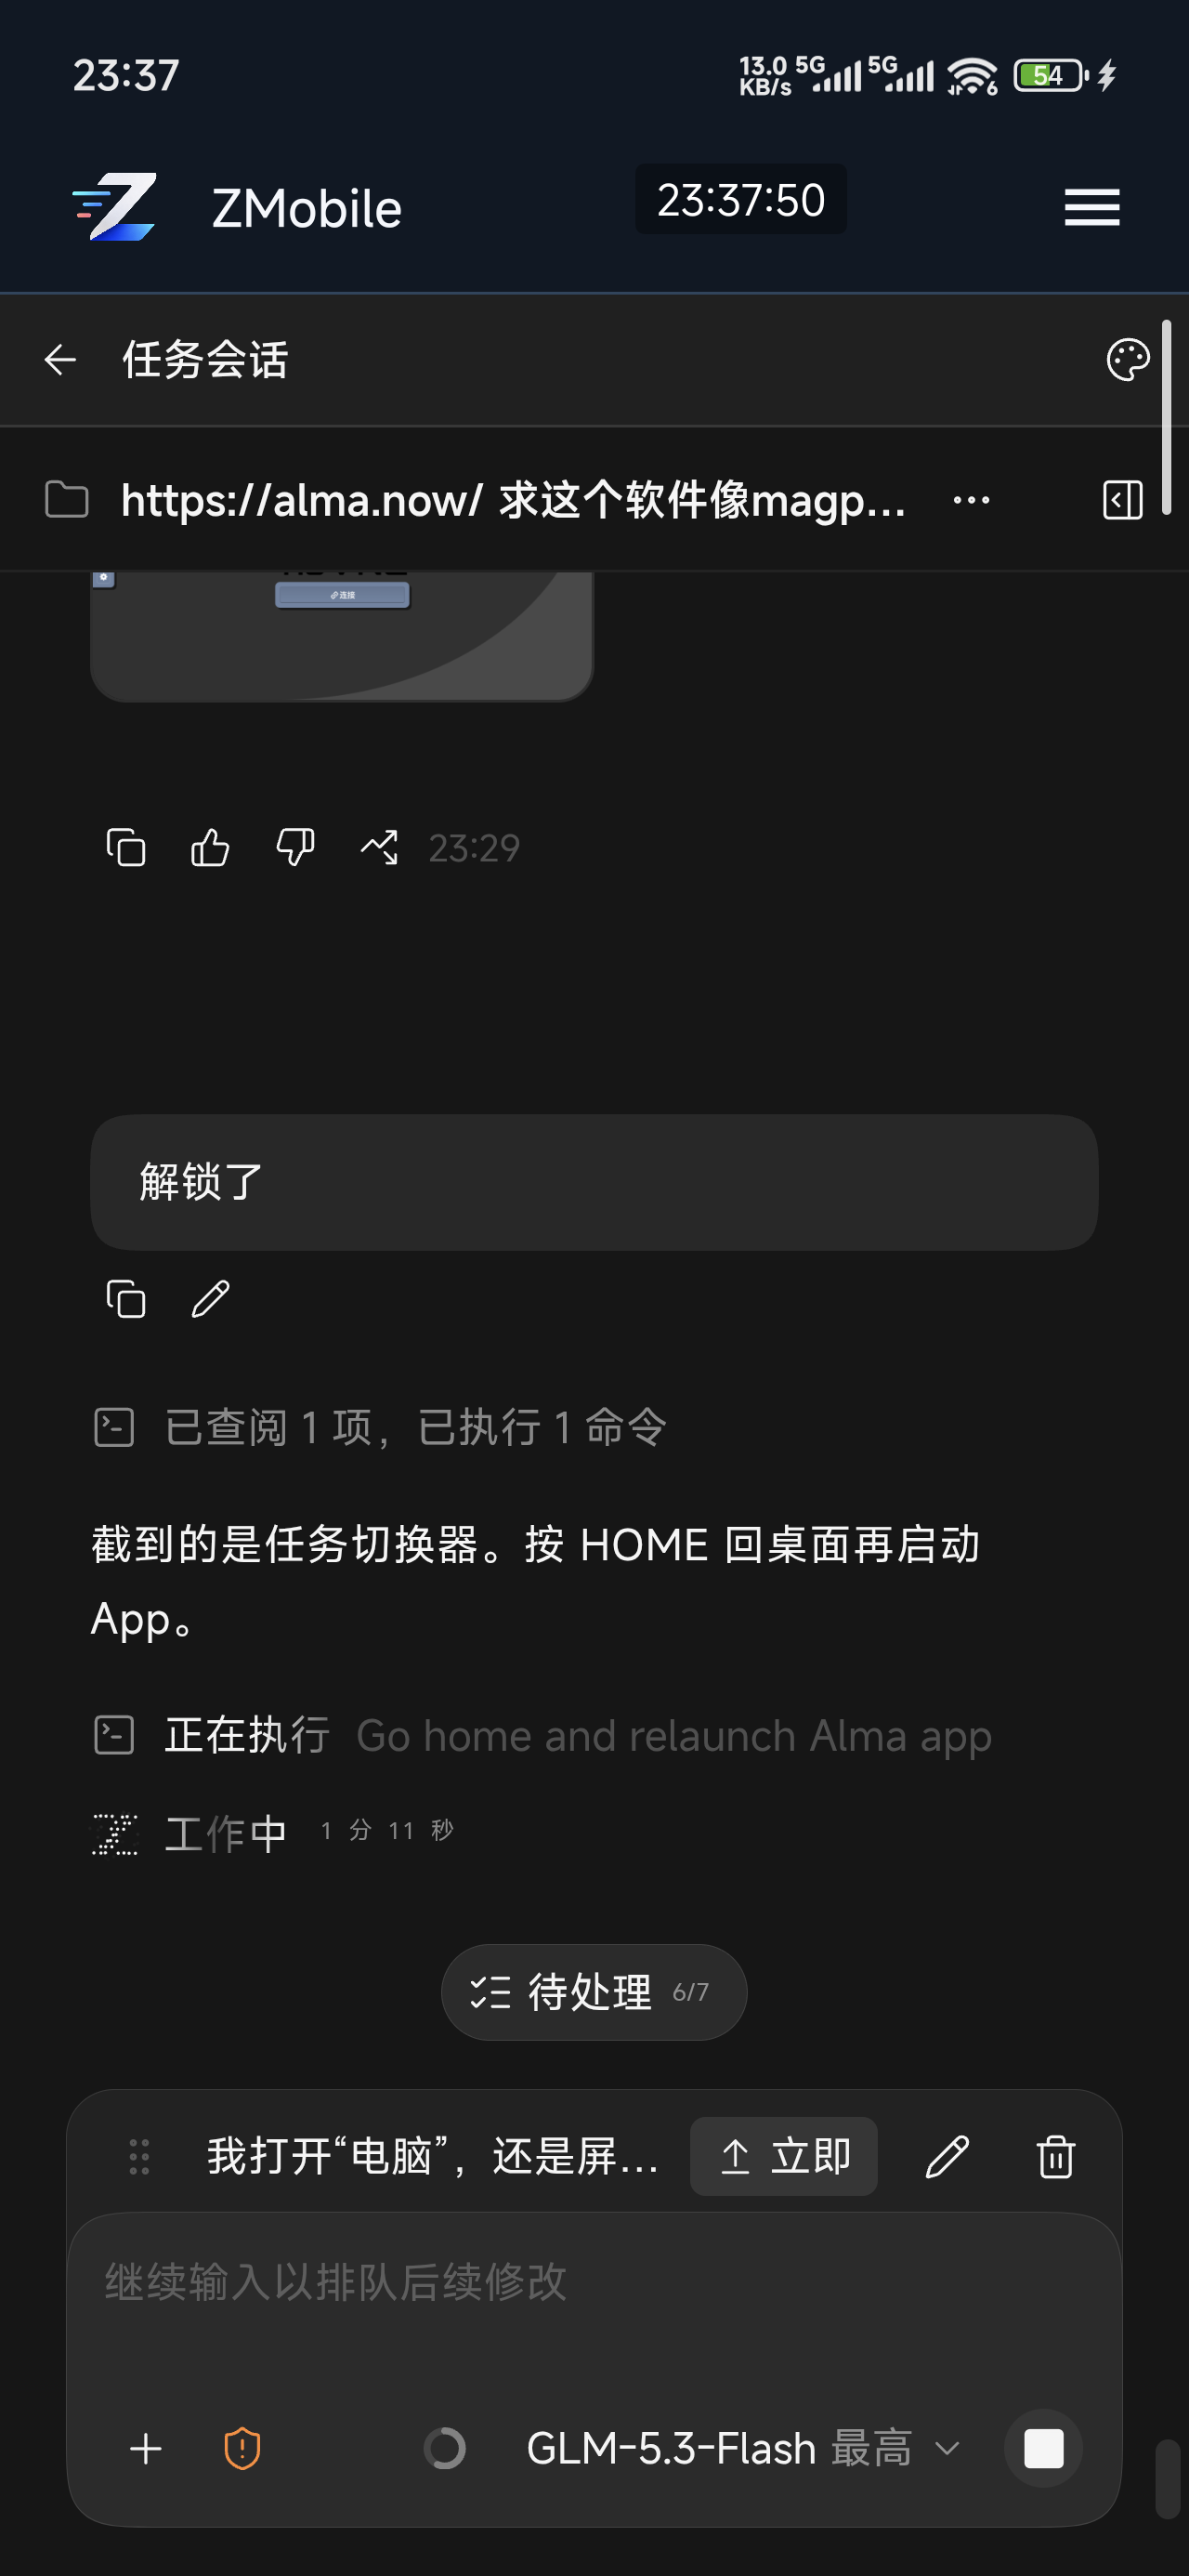 23:37
13.0 KB/s 5G 5G 6 54
ZMobile
23:37:50
任务会话
https://alma.now/ 求这个软件像magp...
连接
23:29
解锁了
已查阅 1 项，已执行 1 命令
截到的是任务切换器。按 HOME 回桌面再启动
App。
正在执行 Go home and relaunch Alma app
工作中 1 分 11 秒
待处理 6/7
我打开“电脑”，还是屏... 立即
继续输入以排队后续修改
GLM-5.3-Flash 最高